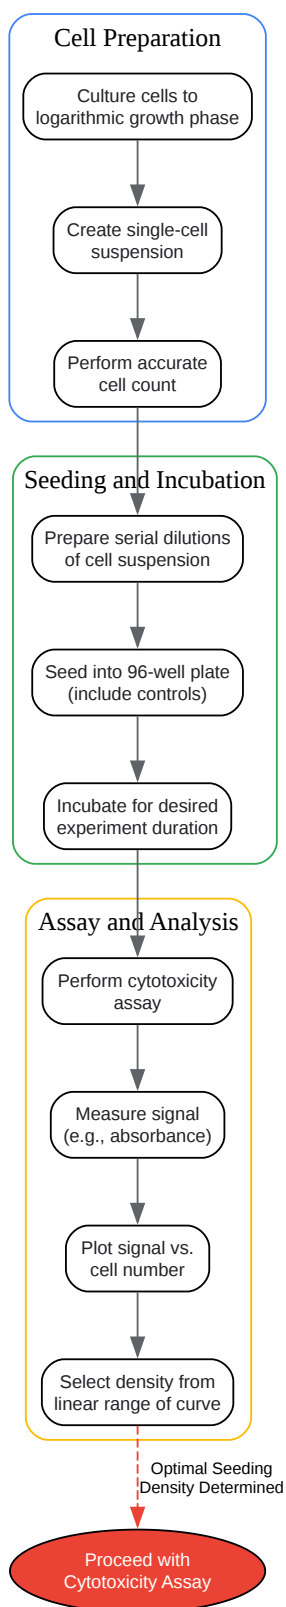 Cell Preparation
Culture cells to
logarithmic growth phase
Create single-cell
suspension
Perform accurate
cell count
Seeding and Incubation
Prepare serial dilutions
of cell suspension
Seed into 96-well plate
(include controls)
Incubate for desired
experiment duration
Assay and Analysis
Perform cytotoxicity
assay
Measure signal
(e.g., absorbance)
Plot signal vs.
cell number
Select density from
linear range of curve
Optimal Seeding
Density Determined
Proceed with
Cytotoxicity Assay